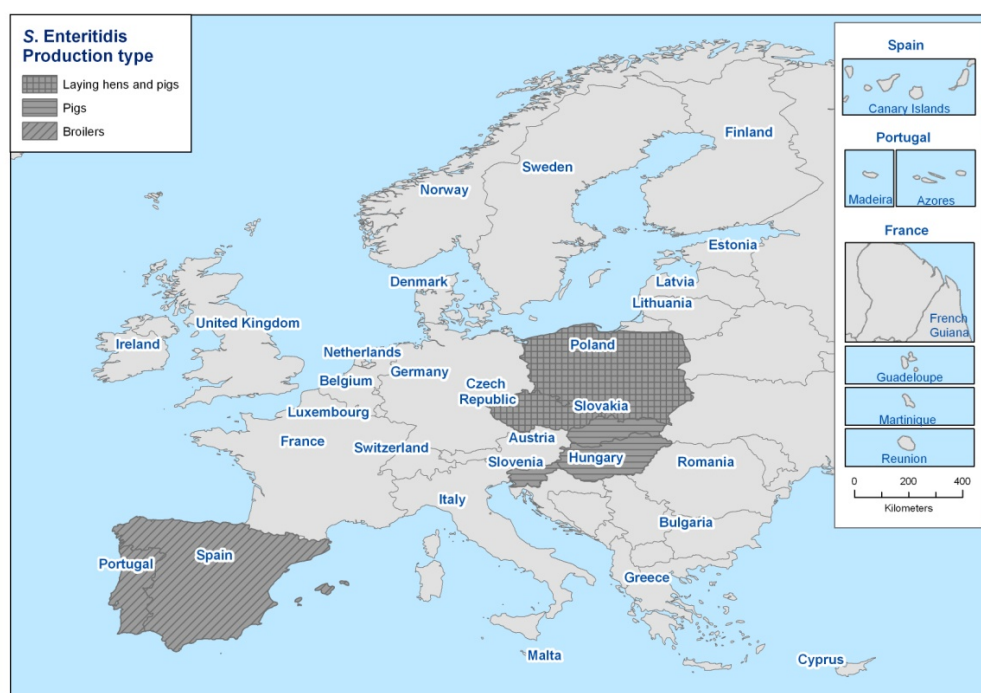 S. Enteritidis
Production type
Laying hens and pigs
Pigs
Broilers
Spain
Canary Islands
Portugal
Madeira
Azores
France
French
Guiana
Guadeloupe
Martinique
Reunion
0 200 400
Kilometers
Finland
Sweden
Norway
Estonia
Latvia
Denmark
Lithuania
United Kingdom
Ireland
Poland
Netherlands
Germany
Belgium
Czech
Republic
Slovakia
Luxembourg
France
Switzerland
Austria
Slovenia
Hungary
Romania
Italy
Bulgaria
Portugal
Spain
Greece
Malta
Cyprus